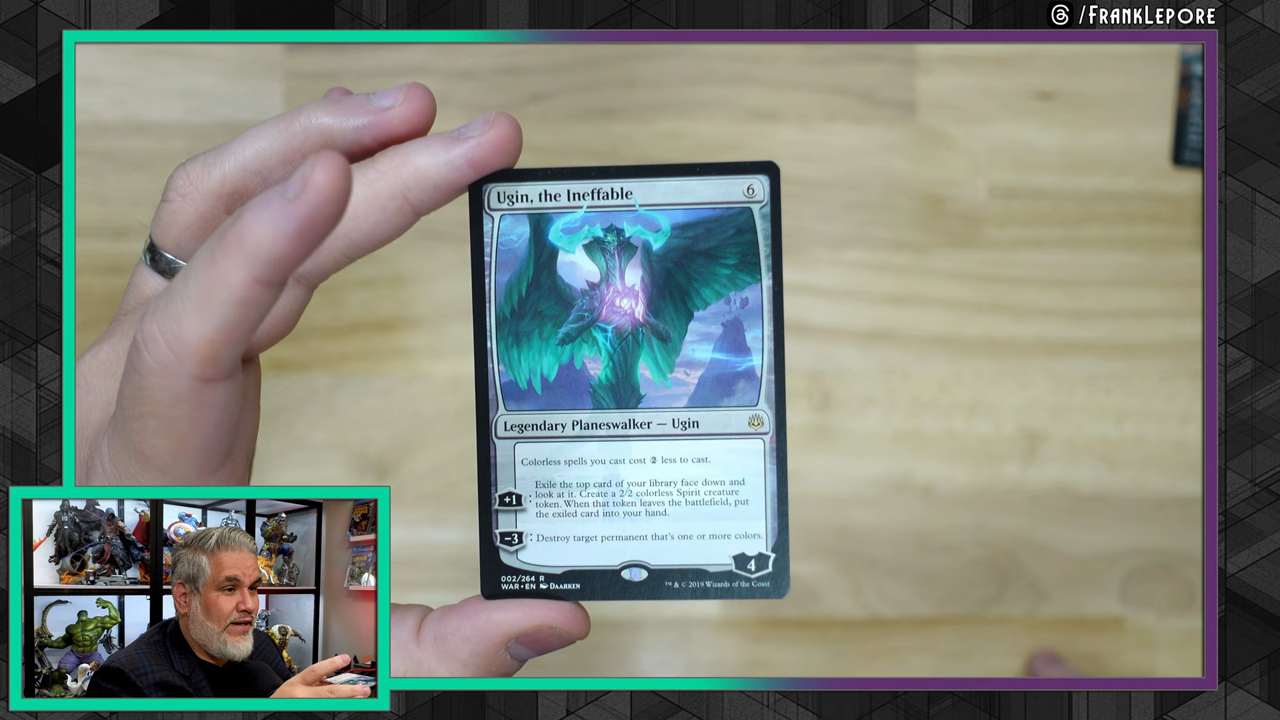 /FRANKLEPORE
Ugin, the Ineffable 6
Legendary Planeswalker — Ugin
Colorless spells you cast cost 2 less to cast.
Exile the top card of your library face down and
look at it. Create a 2/2 colorless Spirit creature
+1 : token. When that token leaves the battlefield, put
the exiled card into your hand.
−3 : Destroy target permanent that's one or more colors.
4
002/264 R
WAR • EN DAARKEN
™ & © 2019 Wizards of the Coast